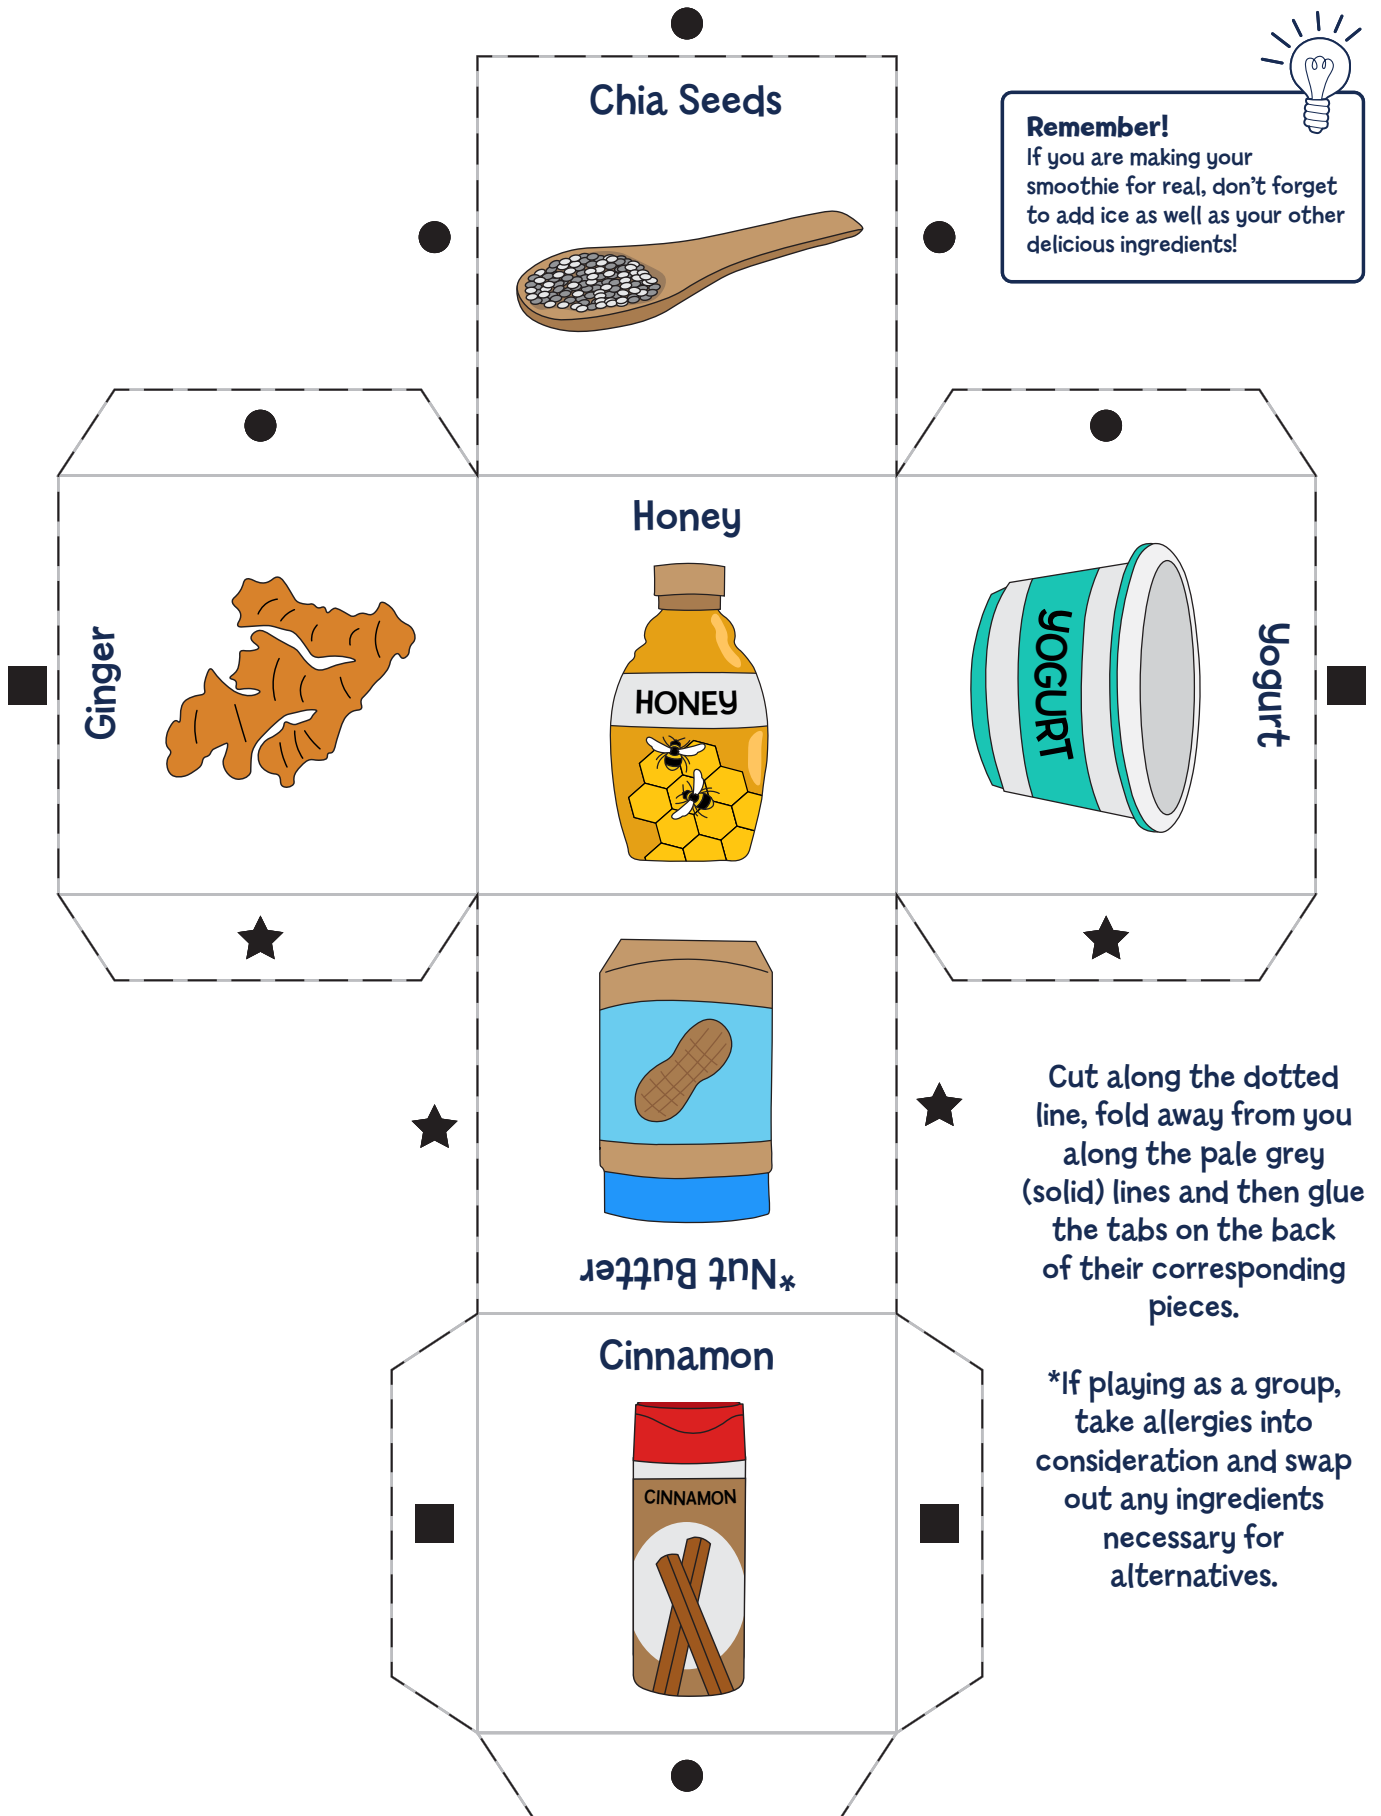 Chia Seeds
Remember!
If you are making your
smoothie for real, don't forget
to add ice as well as your other
delicious ingredients!
Honey
HONEY
Ginger
YOGURT
Yogurt
*Nut Butter
Cinnamon
CINNAMON
Cut along the dotted
line, fold away from you
along the pale grey
(solid) lines and then glue
the tabs on the back
of their corresponding
pieces.
*If playing as a group,
take allergies into
consideration and swap
out any ingredients
necessary for
alternatives.